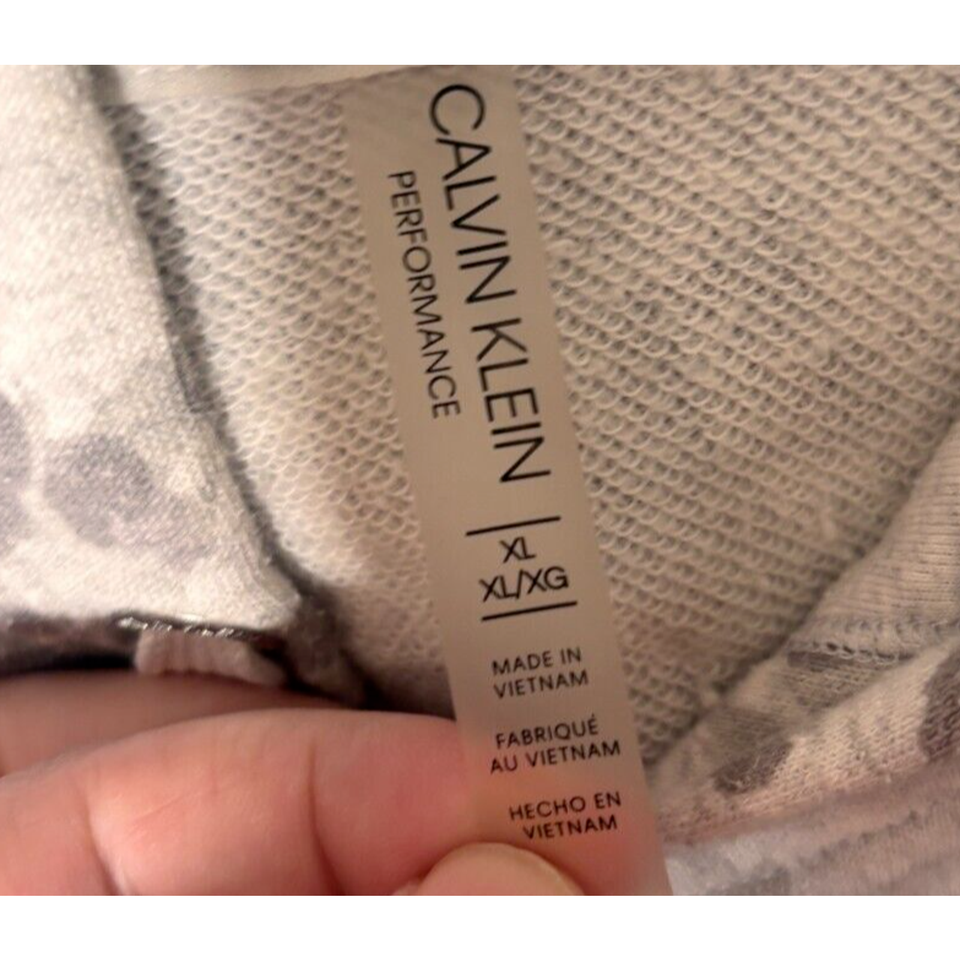 CALVIN KLEIN
PERFORMANCE
XL
XL/XG
MADE IN
VIETNAM
FABRIQUÉ
AU VIETNAM
HECHO EN
VIETNAM